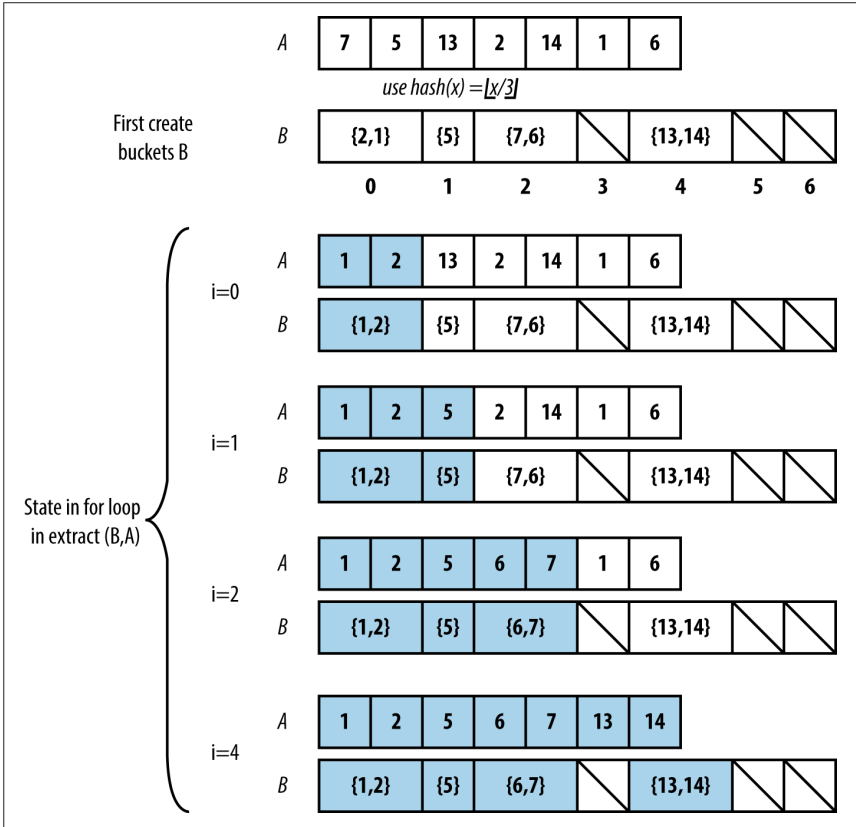 A 7 5 13 2 14 1 6
use hash(x) = ⌊x/3⌋
First create
buckets B
B {2,1} {5} {7,6} {13,14}
0 1 2 3 4 5 6
State in for loop
in extract (B,A)
i=0
A 1 2 13 2 14 1 6
B {1,2} {5} {7,6} {13,14}
i=1
A 1 2 5 2 14 1 6
B {1,2} {5} {7,6} {13,14}
i=2
A 1 2 5 6 7 1 6
B {1,2} {5} {6,7} {13,14}
i=4
A 1 2 5 6 7 13 14
B {1,2} {5} {6,7} {13,14}